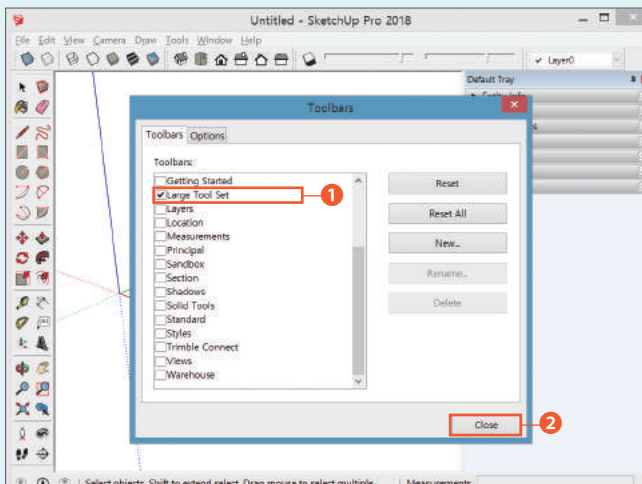 Untitled - SketchUp Pro 2018
File Edit View Camera Draw Tools Window Help
Layer0
Default Tray
Toolbars
Toolbars Options
Toolbars:
Getting Started
Large Tool Set
Layers
Location
Measurements
Principal
Sandbox
Section
Shadows
Solid Tools
Standard
Styles
Trimble Connect
Views
Warehouse
Reset
Reset All
New...
Rename...
Delete
1
Close
2
Select objects. Shift to extend select. Drag mouse to select multiple.
Measurements